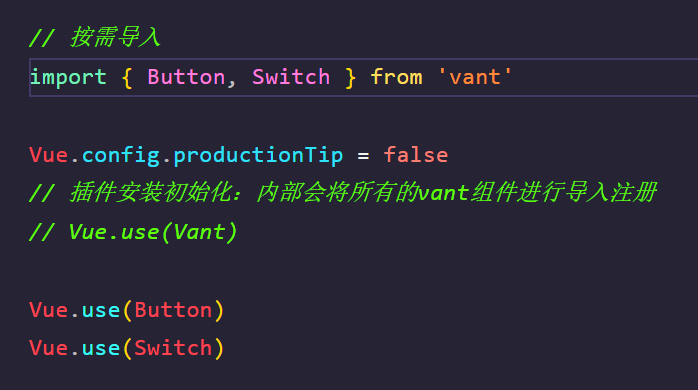 // 按需导入
import { Button, Switch } from 'vant'
Vue.config.productionTip = false
// 插件安装初始化：内部会将所有的vant组件进行导入注册
// Vue.use(Vant)
Vue.use(Button)
Vue.use(Switch)